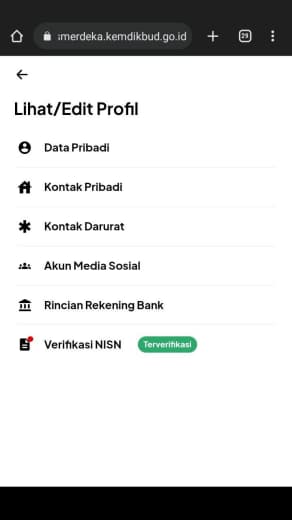 :merdeka.kemdikbud.go.id
29
Lihat/Edit Profil
Data Pribadi
Kontak Pribadi
Kontak Darurat
Akun Media Sosial
Rincian Rekening Bank
Verifikasi NISN Terverifikasi